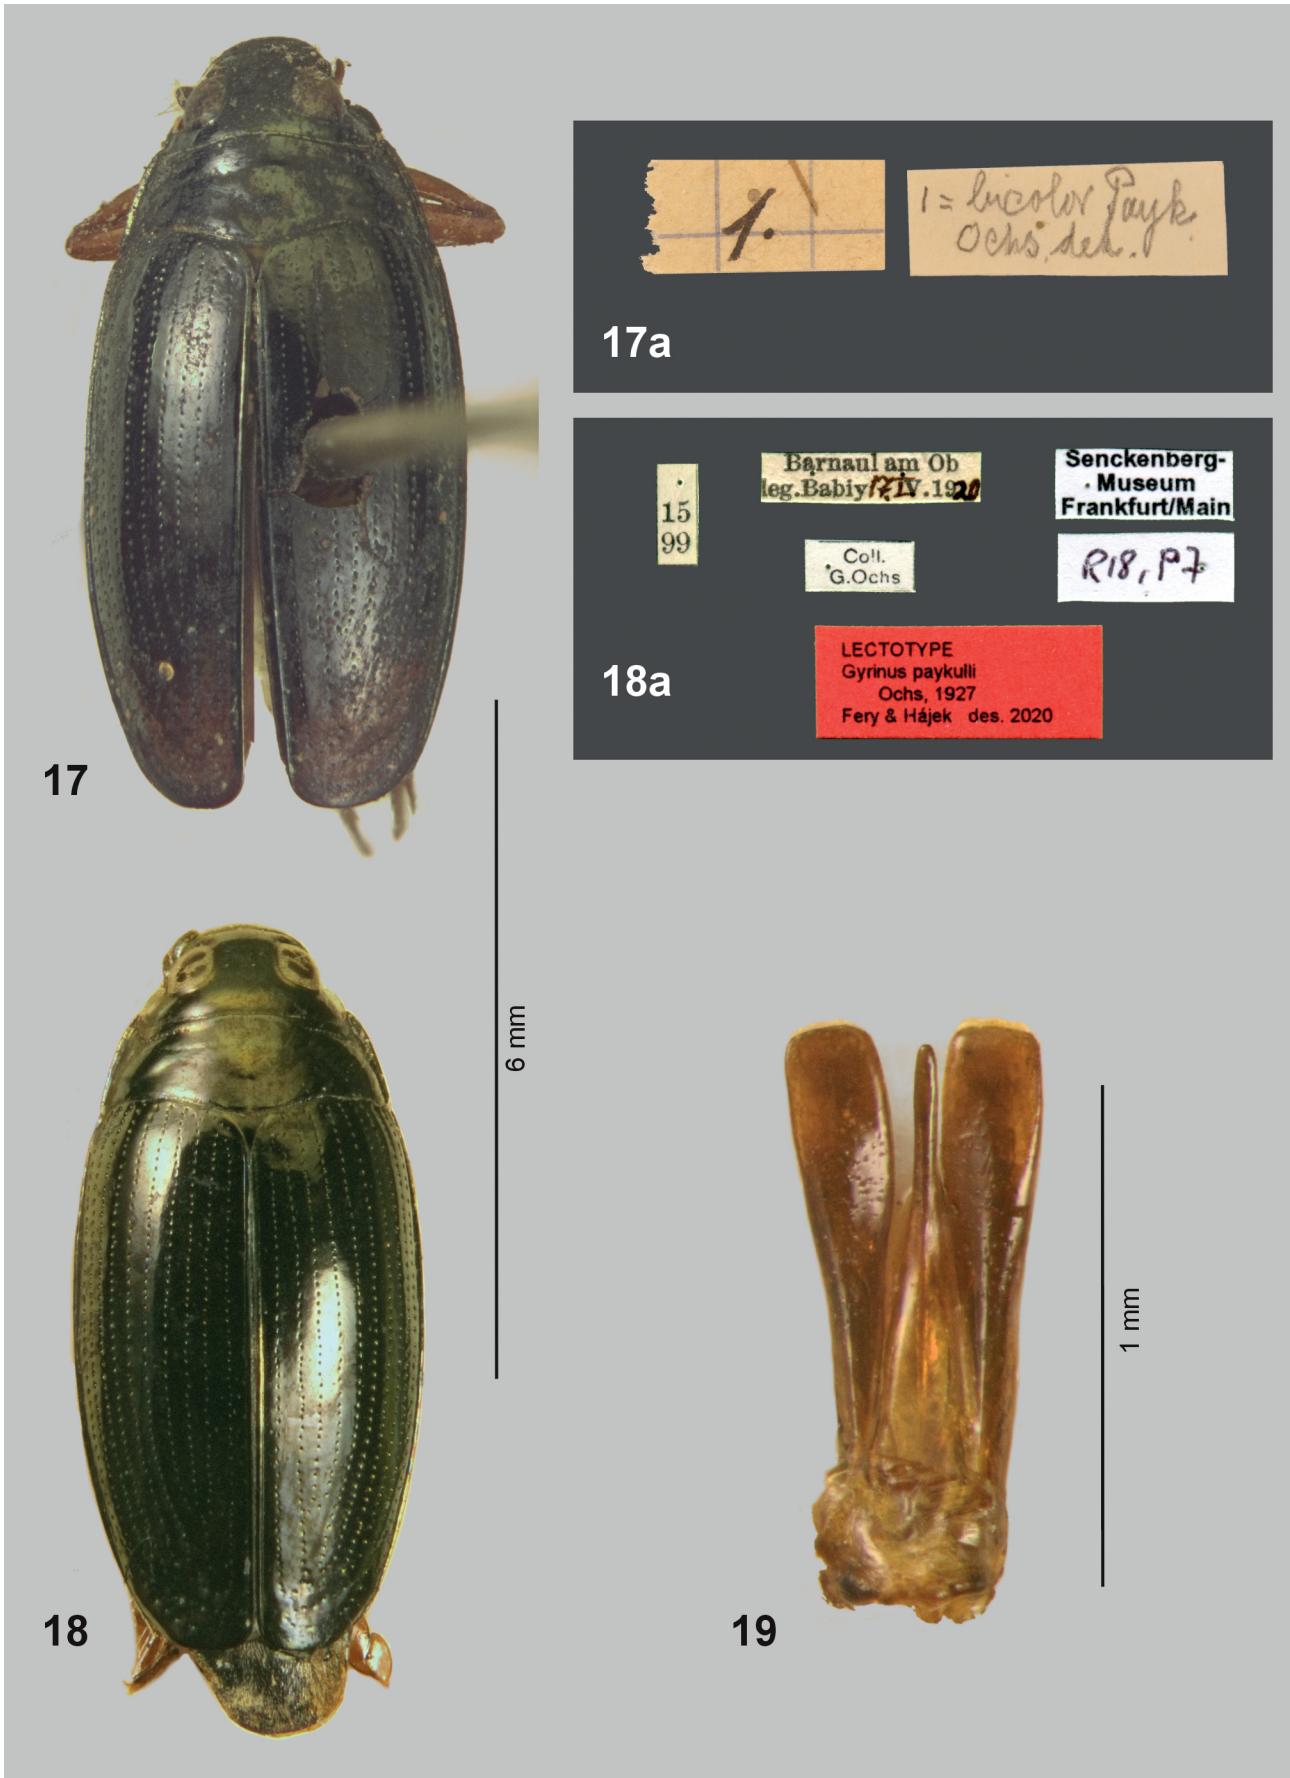 1.
1 = bicolor Payk.
Ochs. det.
17a
15
99
Barnaul am Ob
leg. Babiy 17.IV.1920
Coll.
G.Ochs
Senckenberg-
Museum
Frankfurt/Main
R18, P7
LECTOTYPE
Gyrinus paykulli
Ochs, 1927
Fery & Hájek des. 2020
18a
17
6 mm
18
1 mm
19